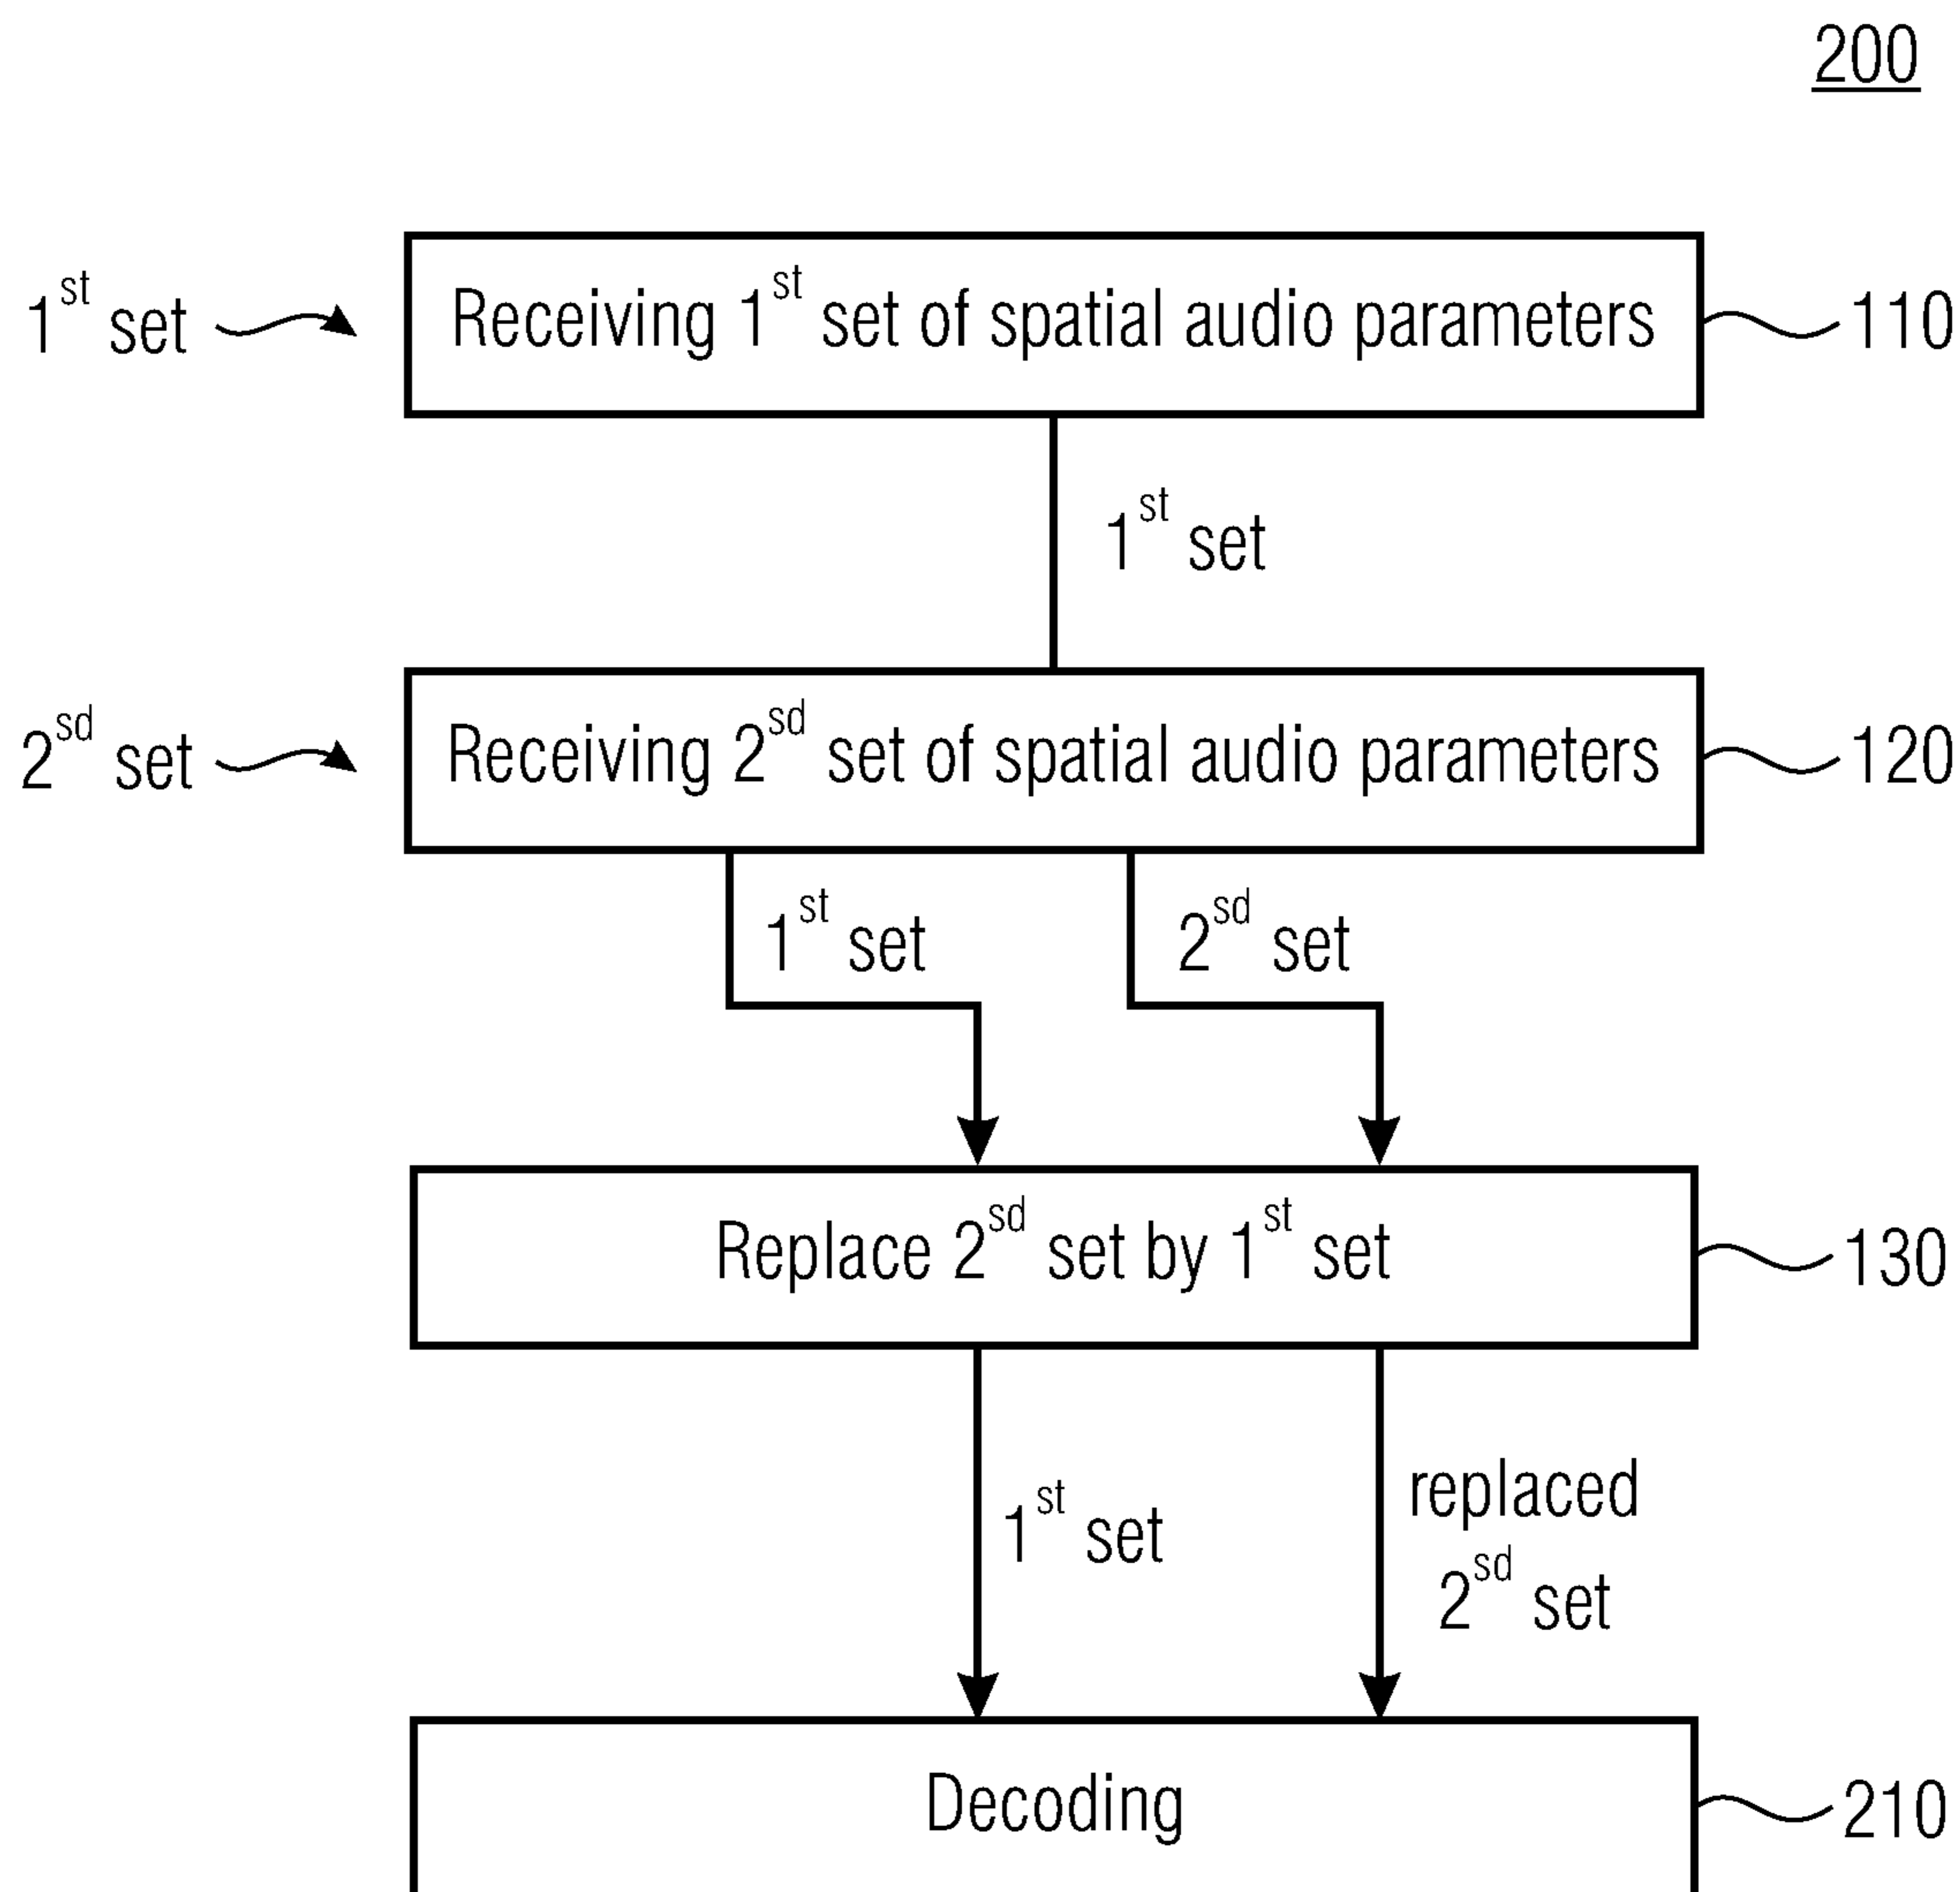 200
1st set
Receiving 1st set of spatial audio parameters
110
1st set
2sd set
Receiving 2sd set of spatial audio parameters
120
1st set
2sd set
Replace 2sd set by 1st set
130
1st set
replaced
2sd set
Decoding
210